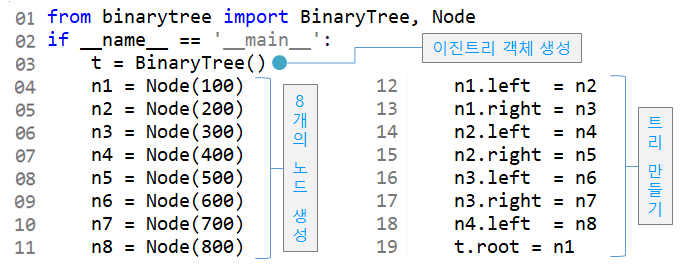 01 from binarytree import BinaryTree, Node
02 if __name__ == '__main__':
03 t = BinaryTree()
이진트리 객체 생성
04 n1 = Node(100)
05 n2 = Node(200)
06 n3 = Node(300)
07 n4 = Node(400)
08 n5 = Node(500)
09 n6 = Node(600)
10 n7 = Node(700)
11 n8 = Node(800)
8개의 노드 생성
12 n1.left = n2
13 n1.right = n3
14 n2.left = n4
15 n2.right = n5
16 n3.left = n6
17 n3.right = n7
18 n4.left = n8
19 t.root = n1
트리 만들기